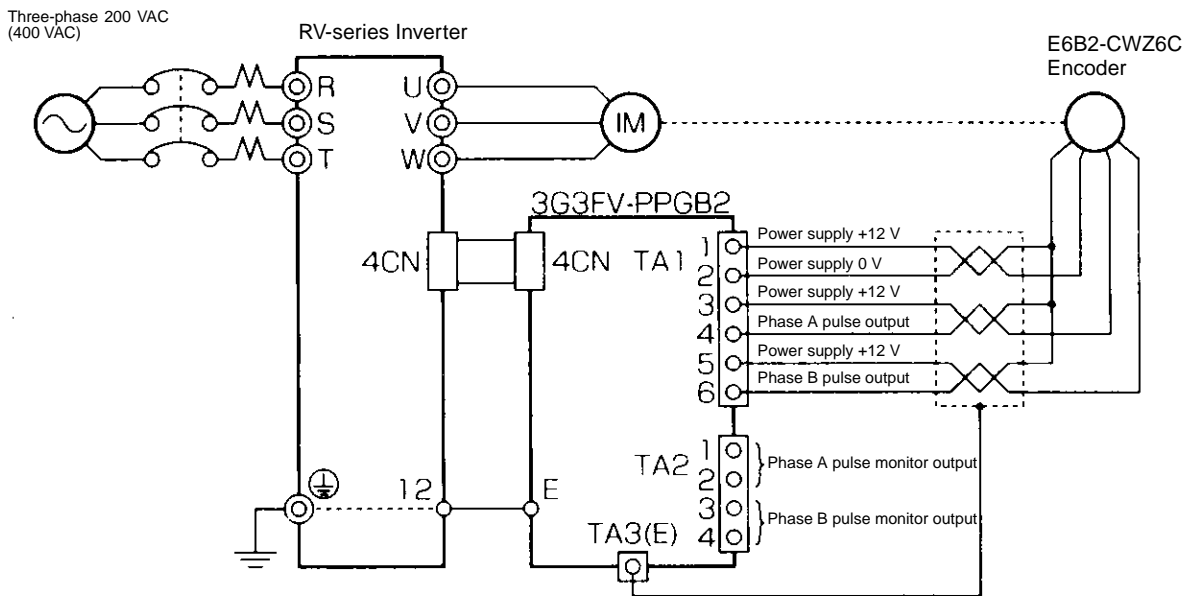 Three-phase 200 VAC
(400 VAC)
RV-series Inverter
E6B2-CWZ6C
Encoder
R
U
S
V
IM
T
W
3G3FV-PPGB2
4CN
4CN
TA1
1
Power supply +12 V
2
Power supply 0 V
3
Power supply +12 V
4
Phase A pulse output
5
Power supply +12 V
6
Phase B pulse output
TA2
1
2
Phase A pulse monitor output
3
4
Phase B pulse monitor output
12
E
TA3(E)